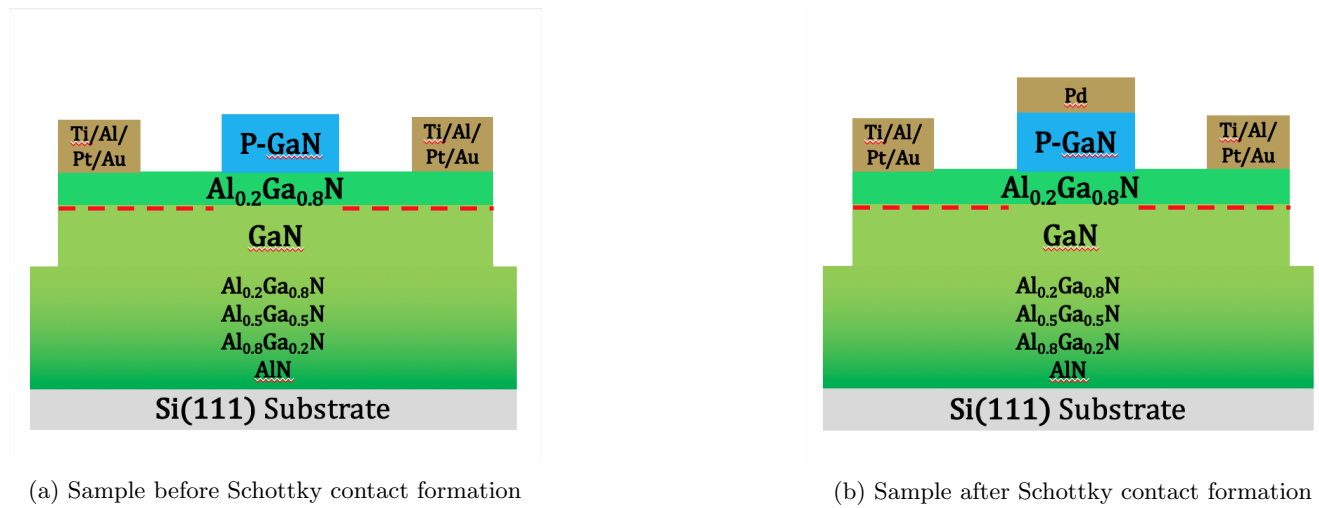 Ti/Al/
Pt/Au
P-GaN
Ti/Al/
Pt/Au
Al0.2Ga0.8N
GaN
Al0.2Ga0.8N
Al0.5Ga0.5N
Al0.8Ga0.2N
AlN
Si(111) Substrate
(a) Sample before Schottky contact formation
Pd
Ti/Al/
Pt/Au
P-GaN
Ti/Al/
Pt/Au
Al0.2Ga0.8N
GaN
Al0.2Ga0.8N
Al0.5Ga0.5N
Al0.8Ga0.2N
AlN
Si(111) Substrate
(b) Sample after Schottky contact formation